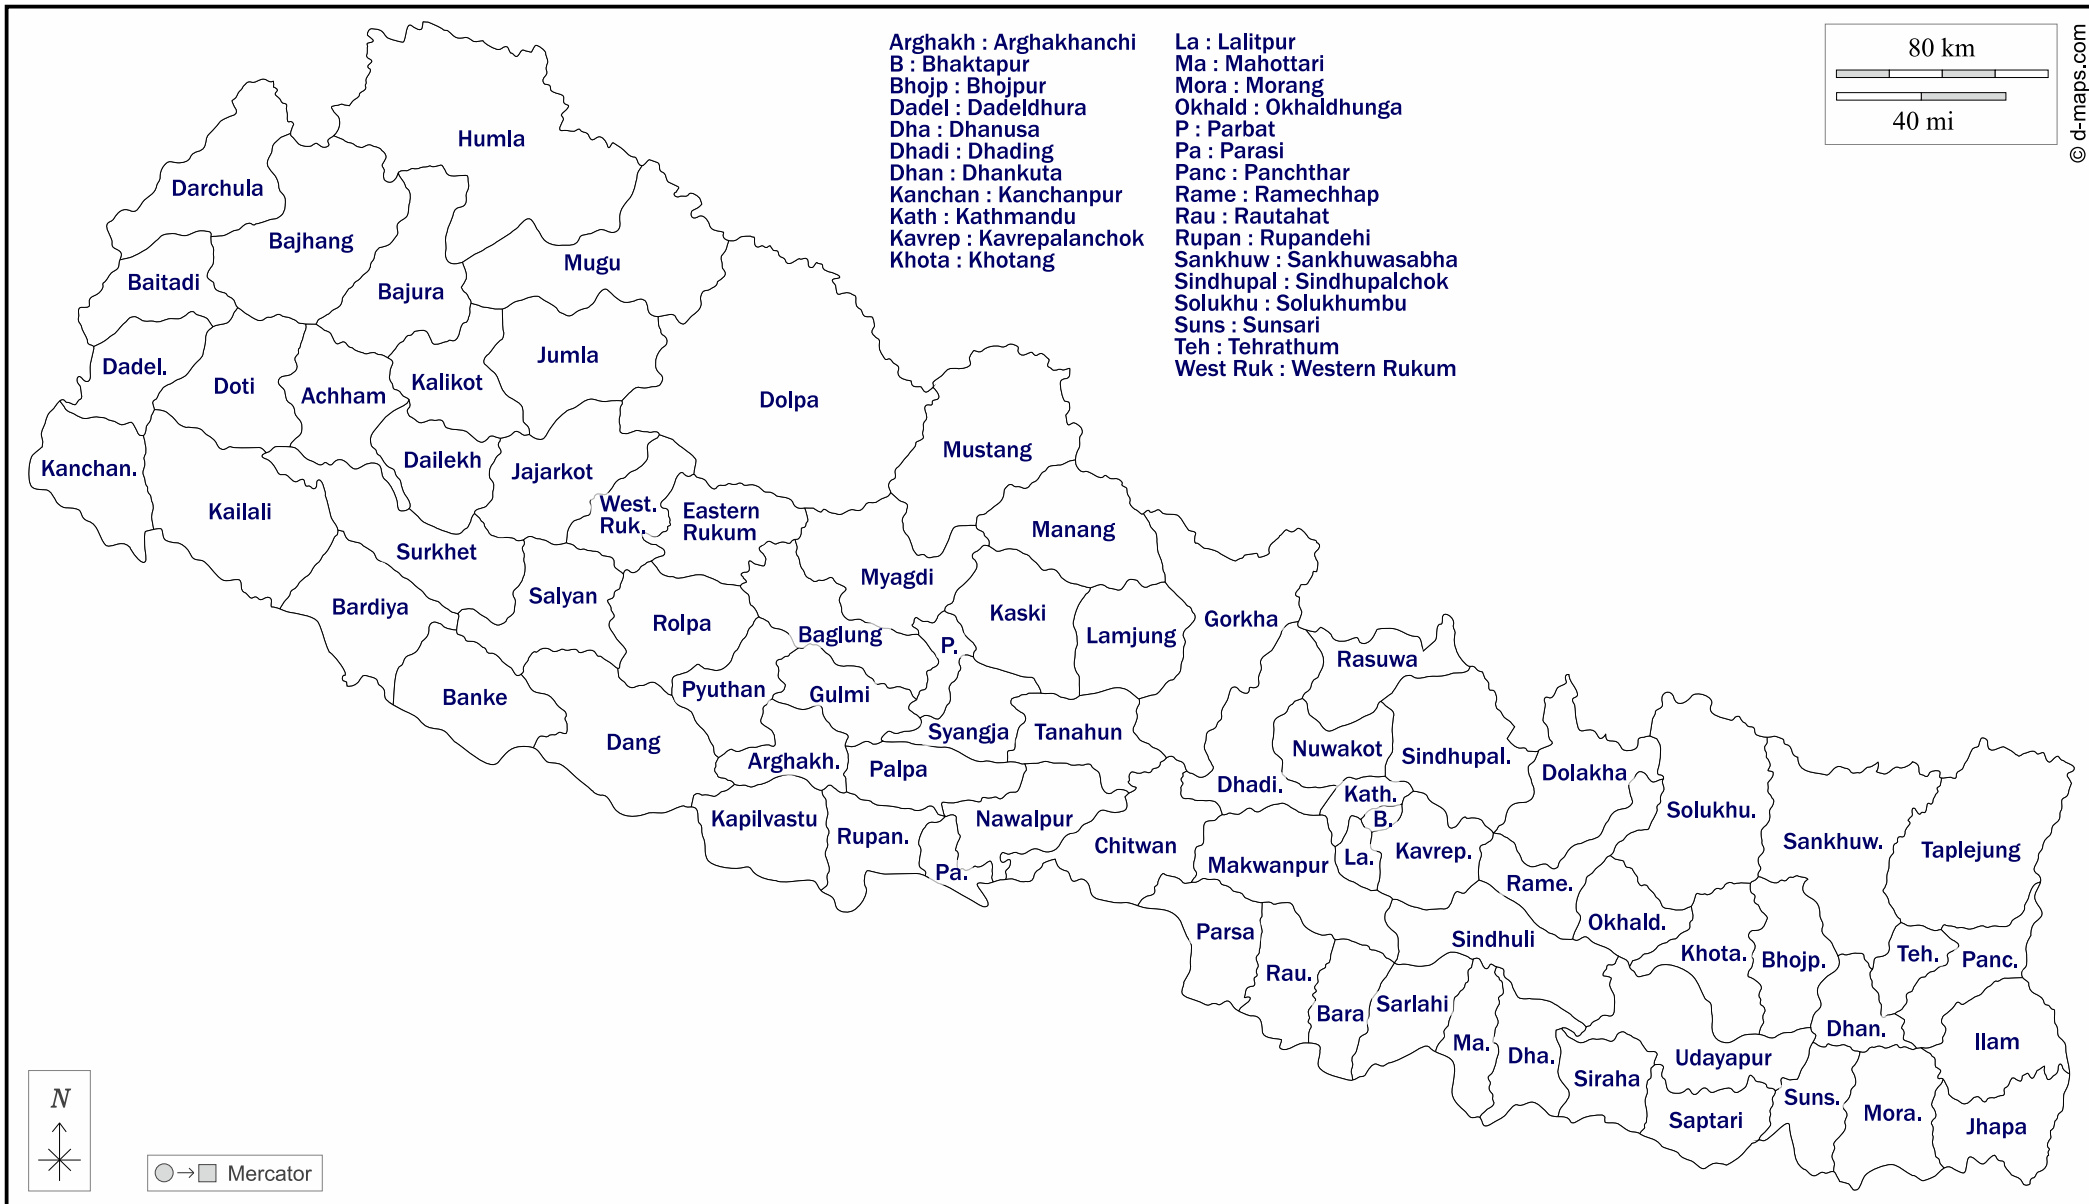 Arghakh : Arghakhanchi
B : Bhaktapur
Bhojp : Bhojpur
Dadel : Dadeldhura
Dha : Dhanusa
Dhadi : Dhading
Dhan : Dhankuta
Kanchan : Kanchanpur
Kath : Kathmandu
Kavrep : Kavrepalanchok
Khota : Khotang
La : Lalitpur
Ma : Mahottari
Mora : Morang
Okhald : Okhaldhunga
P : Parbat
Pa : Parasi
Panc : Panchthar
Rame : Ramechhap
Rau : Rautahat
Rupan : Rupandehi
Sankhuw : Sankhuwasabha
Sindhupal : Sindhupalchok
Solukhu : Solukhumbu
Suns : Sunsari
Teh : Tehrathum
West Ruk : Western Rukum
80 km
40 mi
© d-maps.com
Humla
Darchula
Bajhang
Mugu
Baitadi
Bajura
Jumla
Dadel.
Doti
Achham
Kalikot
Dolpa
Mustang
Kanchan.
Dailekh
Jajarkot
Kailali
West.
Ruk.
Eastern
Rukum
Manang
Surkhet
Myagdi
Salyan
Bardiya
Kaski
Gorkha
Rolpa
Baglung
Lamjung
P.
Rasuwa
Pyuthan
Gulmi
Banke
Syangja
Tanahun
Dang
Nuwakot
Sindhupal.
Arghakh.
Palpa
Dolakha
Dhadi.
Kath.
Kapilvastu
Nawalpur
B.
Solukhu.
Rupan.
Chitwan
Sankhuw.
Taplejung
La.
Kavrep.
Makwanpur
Pa.
Rame.
Okhald.
Parsa
Sindhuli
Khota.
Bhojp.
Teh.
Panc.
Rau.
Sarlahi
Bara
Dhan.
Ma.
Dha.
Udayapur
Ilam
Siraha
Suns.
Mora.
Saptari
Jhapa
N
Mercator